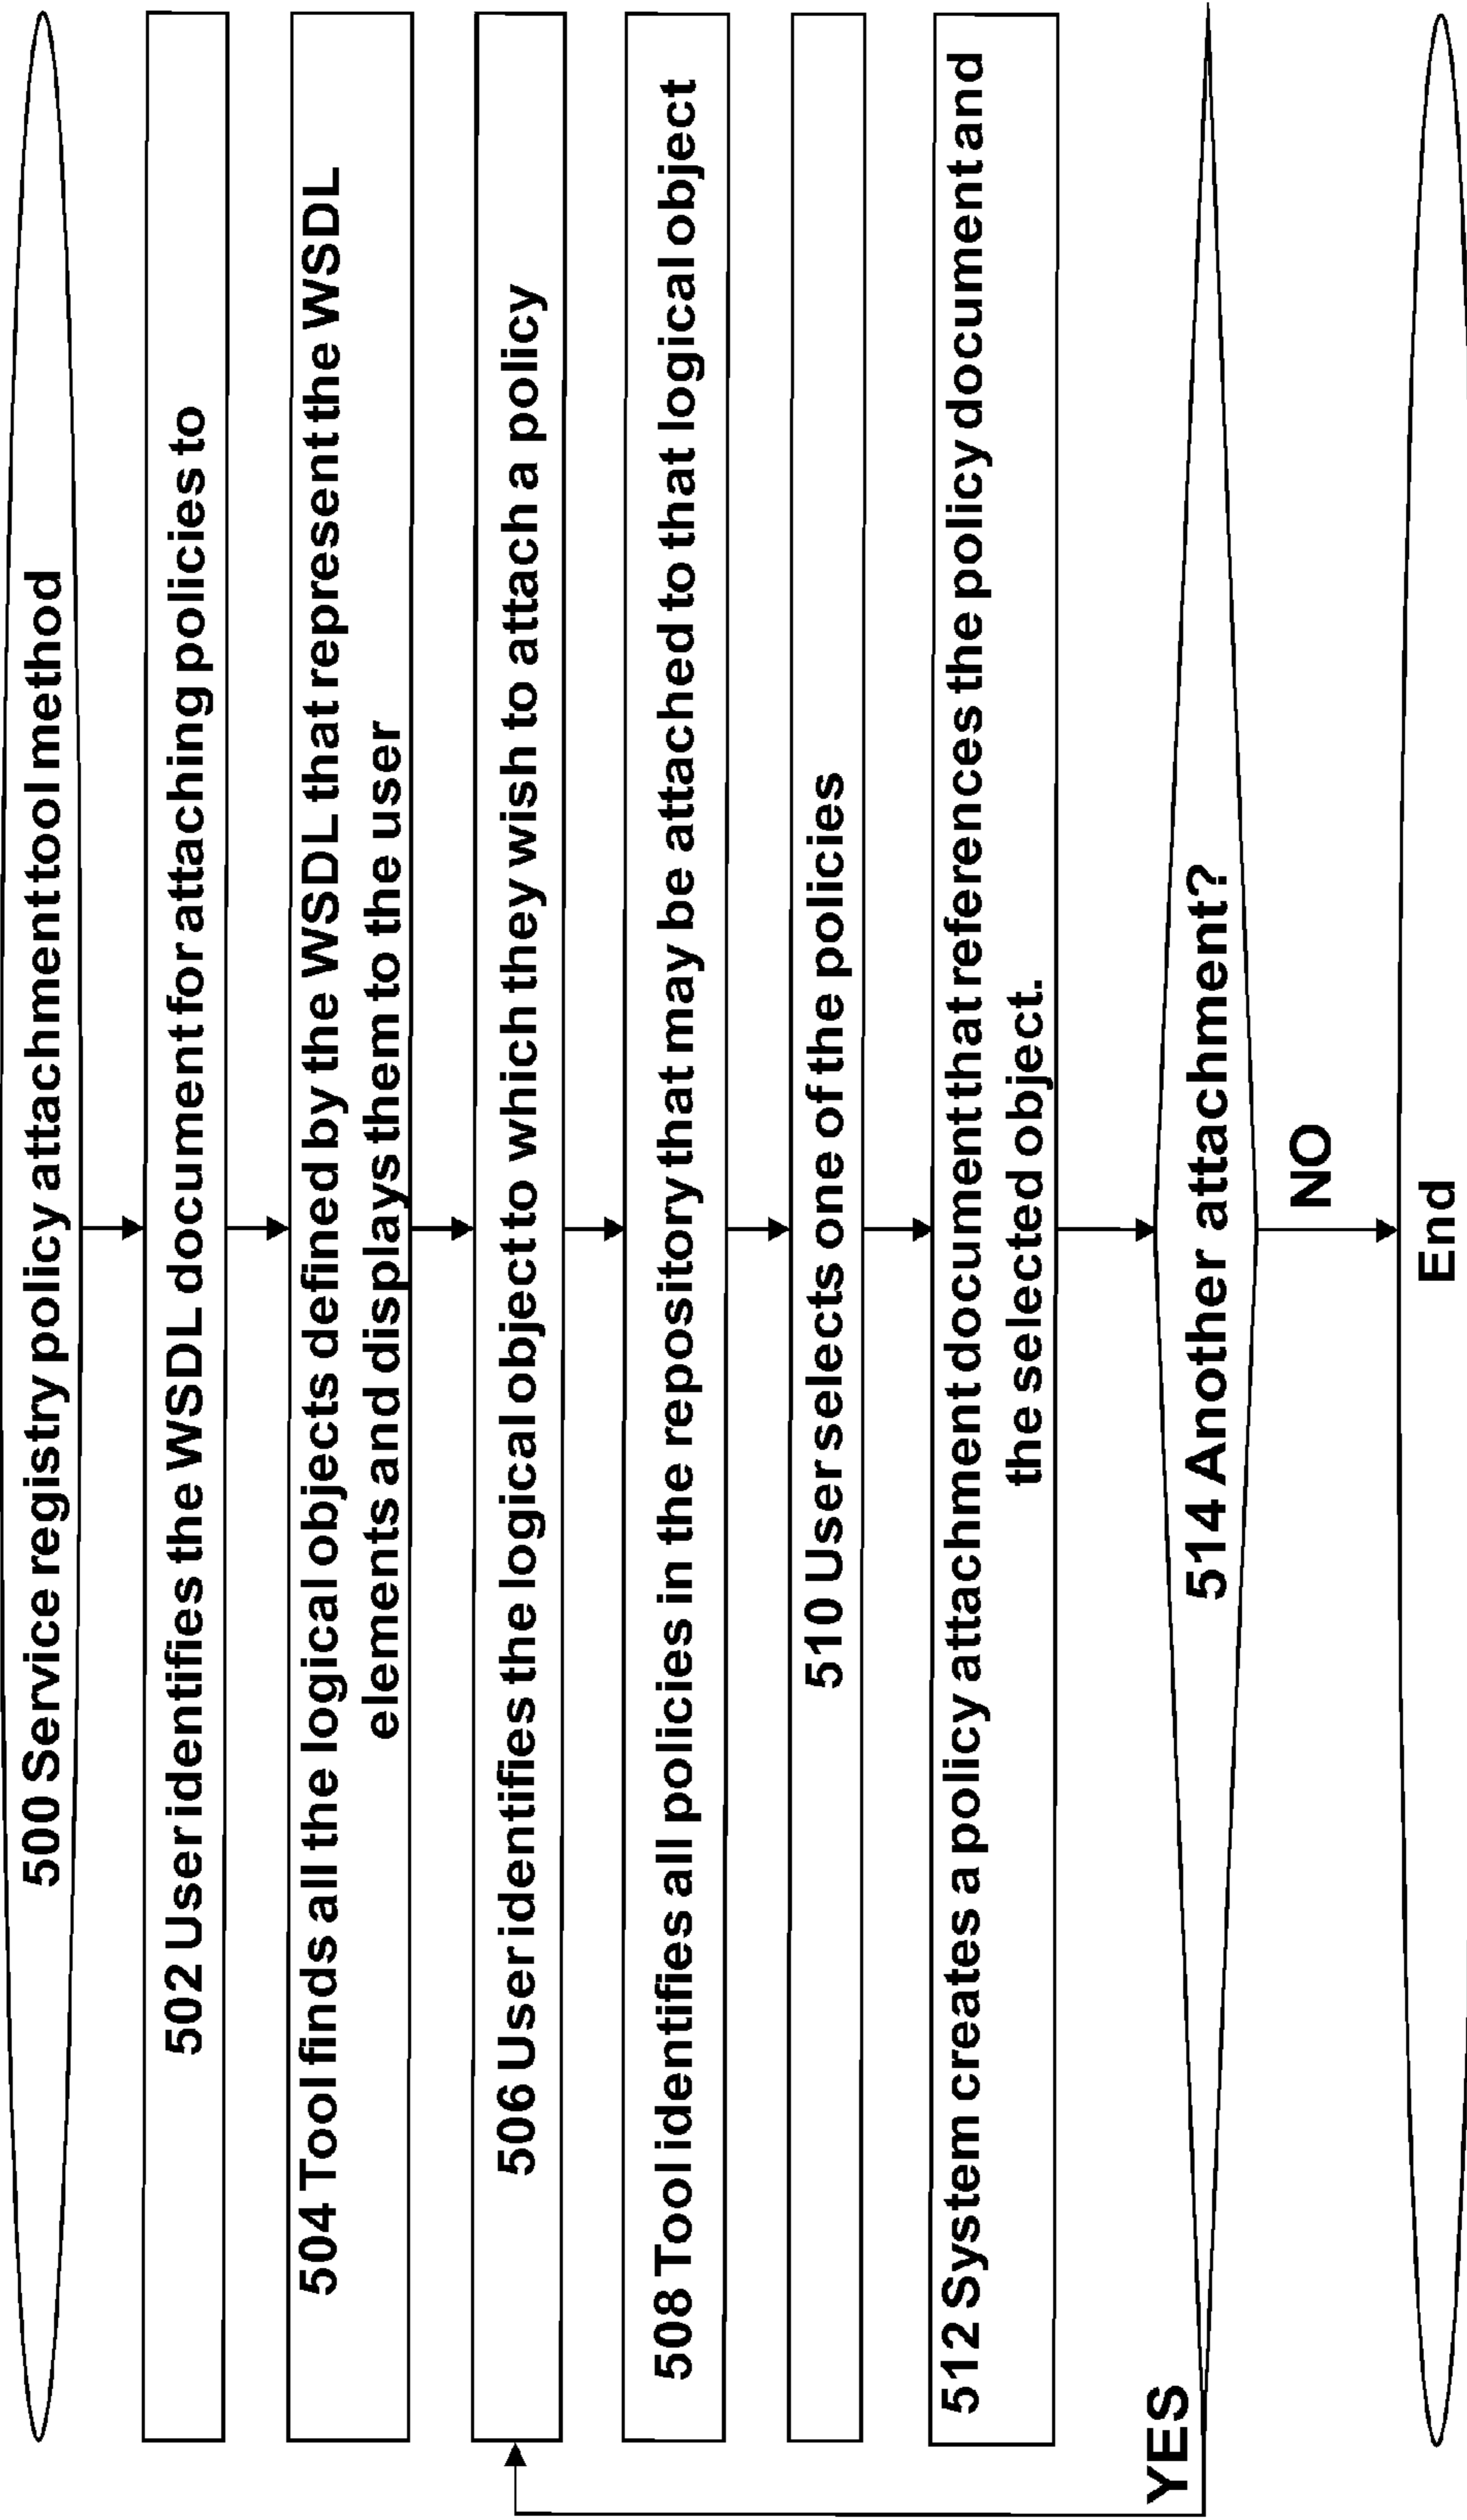 500 Service registry policy attachment tool method
502 User identifies the WSDL document for attaching policies to
504 Tool finds all the logical objects defined by the WSDL that represent the WSDL
elements and displays them to the user
506 User identifies the logical object to which they wish to attach a policy
508 Tool identifies all policies in the repository that may be attached to that logical object
510 User selects one of the policies
512 System creates a policy attachment document that references the policy document and
the selected object.
514 Another attachment?
YES
NO
End